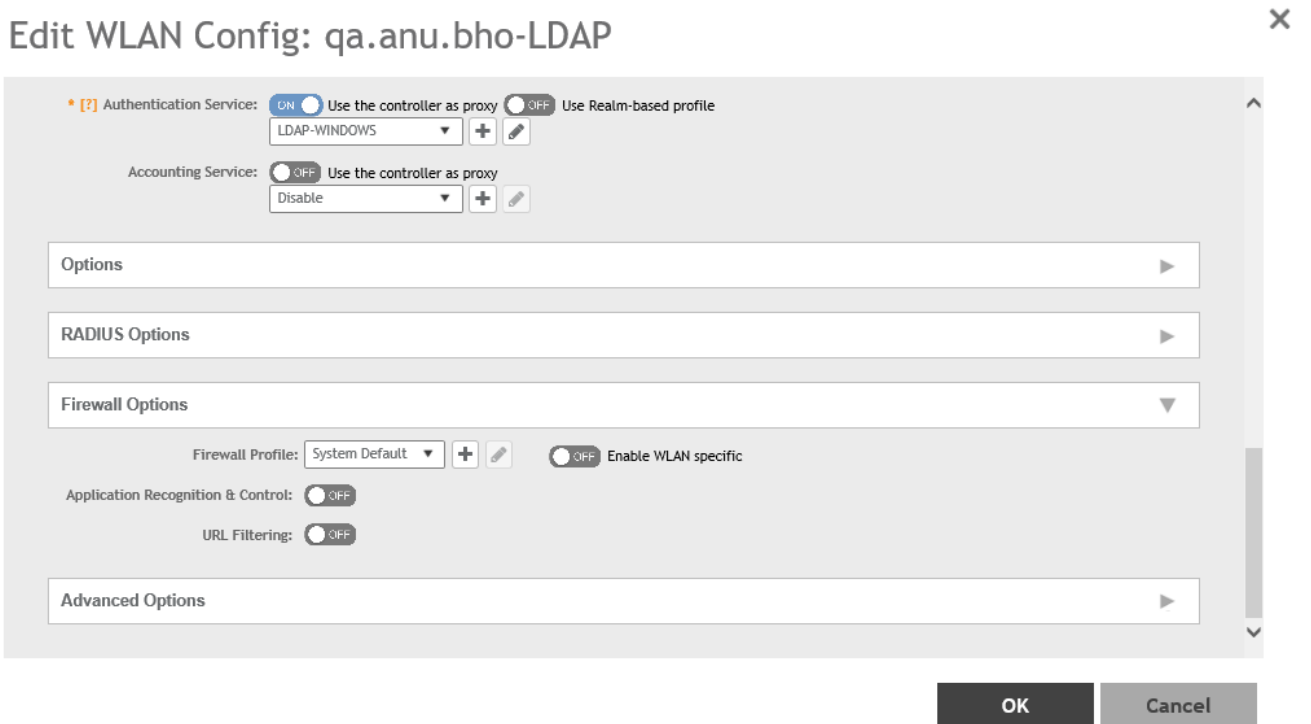 Edit WLAN Config: qa.anu.bho-LDAP
* [?] Authentication Service: ON Use the controller as proxy OFF Use Realm-based profile
LDAP-WINDOWS
Accounting Service: OFF Use the controller as proxy
Disable
Options
RADIUS Options
Firewall Options
Firewall Profile: System Default OFF Enable WLAN specific
Application Recognition & Control: OFF
URL Filtering: OFF
Advanced Options
OK Cancel